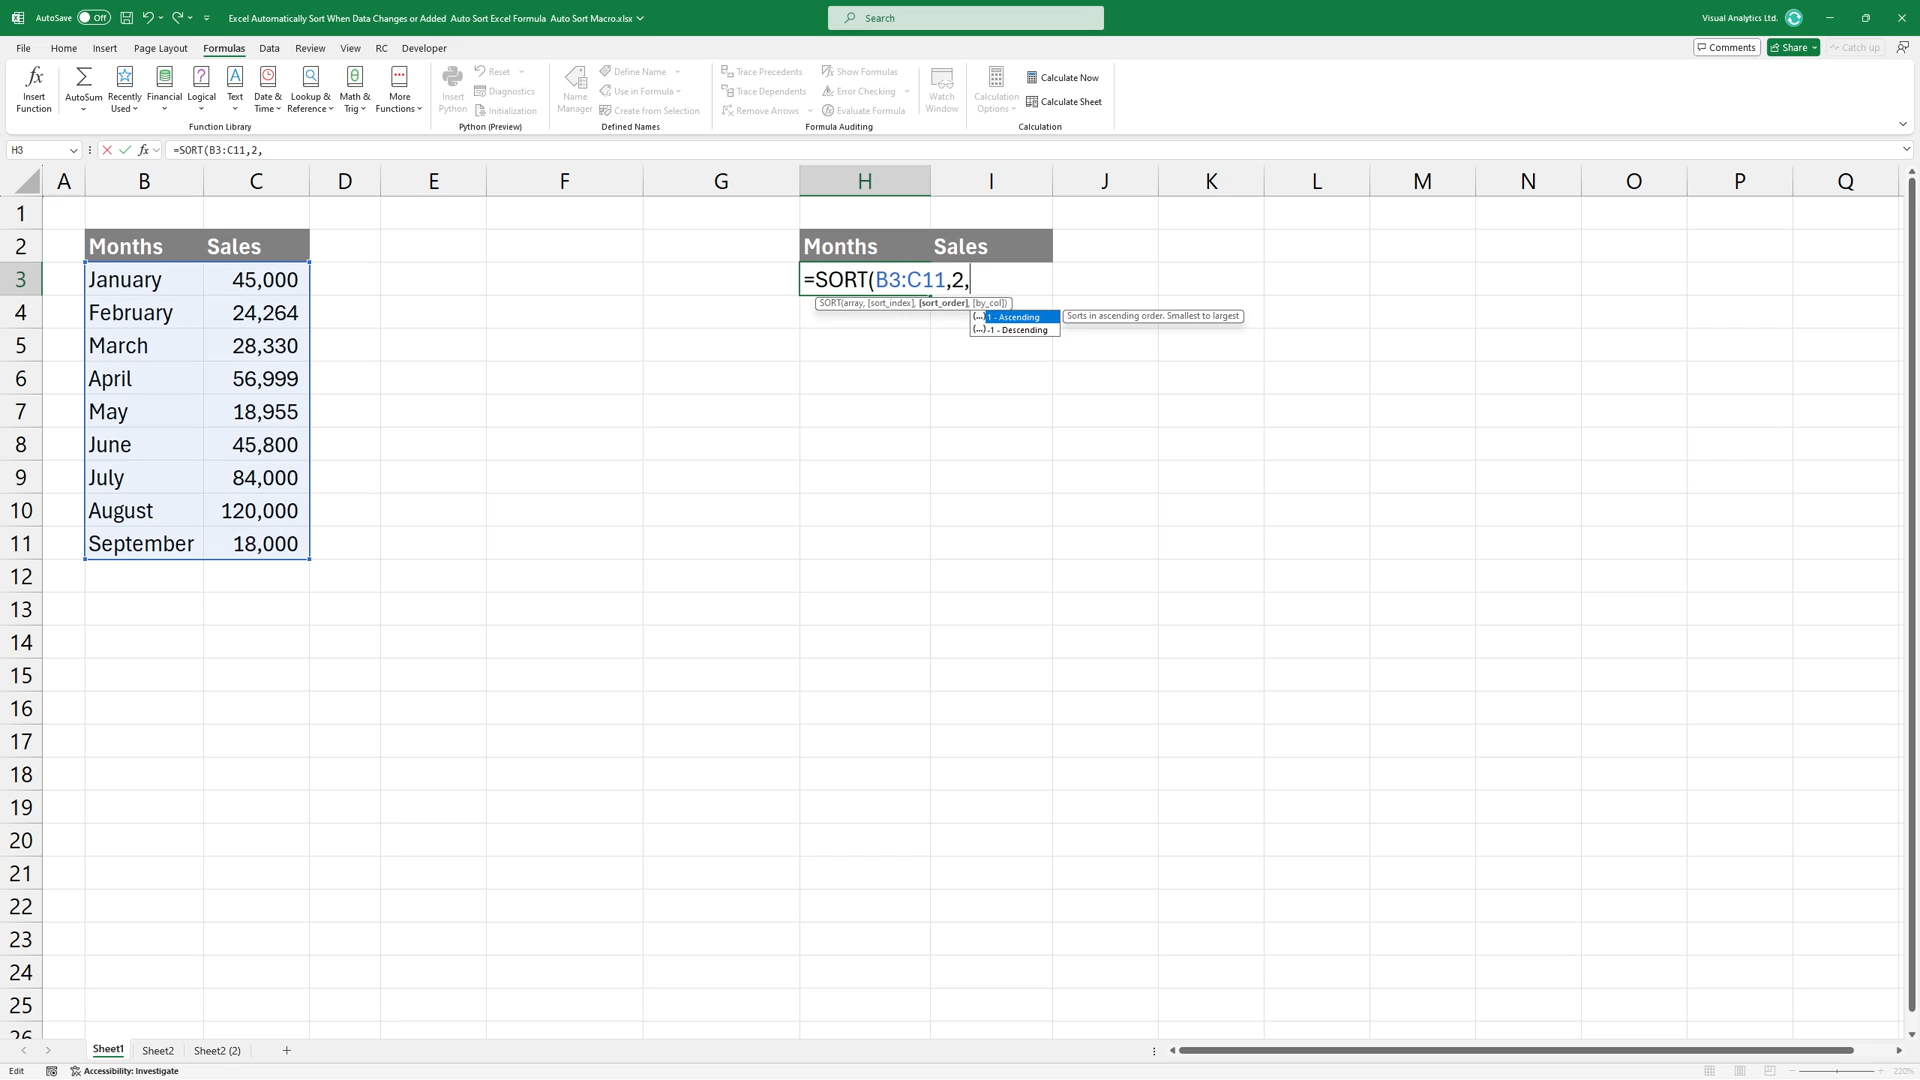 AutoSave Off Excel Automatically Sort When Data Changes or Added Auto Sort Excel Formula Auto Sort Macro.xlsx Search Visual Analytics Ltd.
File Home Insert Page Layout Formulas Data Review View RC Developer Comments Share Catch up
Insert Function
AutoSum
Recently Used
Financial
Logical
Text
Date & Time
Lookup & Reference
Math & Trig
More Functions
Function Library
Insert Python
Reset
Diagnostics
Initialization
Python (Preview)
Name Manager
Define Name
Use in Formula
Create from Selection
Defined Names
Trace Precedents
Trace Dependents
Remove Arrows
Show Formulas
Error Checking
Evaluate Formula
Formula Auditing
Watch Window
Calculation Options
Calculate Now
Calculate Sheet
Calculation
H3 fx =SORT(B3:C11,2,
A B C D E F G H I J K L M N O P Q
1
2 Months Sales Months Sales
3 January 45,000 =SORT(B3:C11,2,
SORT(array, [sort_index], [sort_order], [by_col])
(...) 1 - Ascending Sorts in ascending order. Smallest to largest
(...) -1 - Descending
4 February 24,264
5 March 28,330
6 April 56,999
7 May 18,955
8 June 45,800
9 July 84,000
10 August 120,000
11 September 18,000
12
13
14
15
16
17
18
19
20
21
22
23
24
25
26
Sheet1 Sheet2 Sheet2 (2)
Edit Accessibility: Investigate 220%